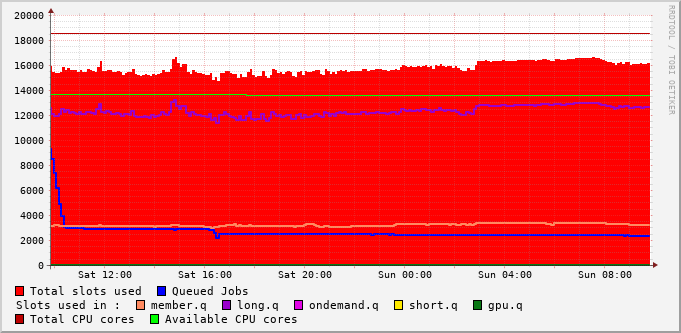 20000
18000
16000
14000
12000
10000
8000
6000
4000
2000
0
Sat 12:00 Sat 16:00 Sat 20:00 Sun 00:00 Sun 04:00 Sun 08:00
Total slots used Queued Jobs
Slots used in : member.q long.q ondemand.q short.q gpu.q
Total CPU cores Available CPU cores
RRDTOOL / TOBI OETIKER